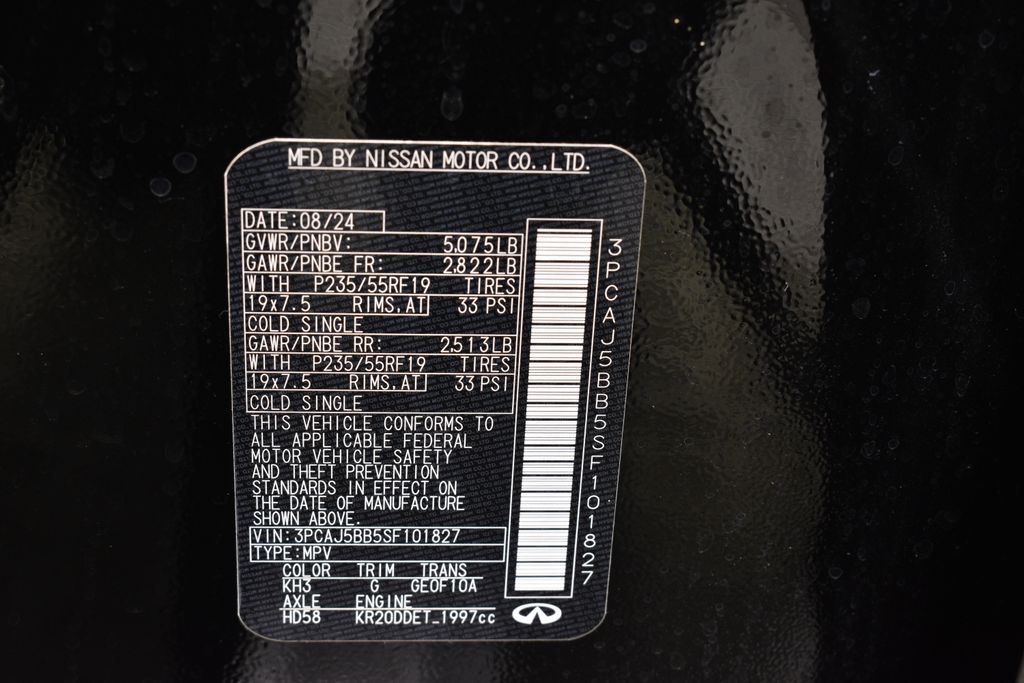 MFD BY NISSAN MOTOR CO.,LTD.
DATE:08/24
GVWR/PNBV: 5,075LB
GAWR/PNBE FR: 2,822LB
WITH P235/55RF19 TIRES
19x7.5 RIMS,AT 33 PSI
COLD SINGLE
GAWR/PNBE RR: 2,513LB
WITH P235/55RF19 TIRES
19x7.5 RIMS,AT 33 PSI
COLD SINGLE
THIS VEHICLE CONFORMS TO
ALL APPLICABLE FEDERAL
MOTOR VEHICLE SAFETY
AND THEFT PREVENTION
STANDARDS IN EFFECT ON
THE DATE OF MANUFACTURE
SHOWN ABOVE.
VIN:3PCAJ5BB5SF101827
TYPE:MPV
COLOR TRIM TRANS
KH3 G GEOF10A
AXLE ENGINE
HD58 KR20DDET_1997cc
3PCAJ5BB5SF101827